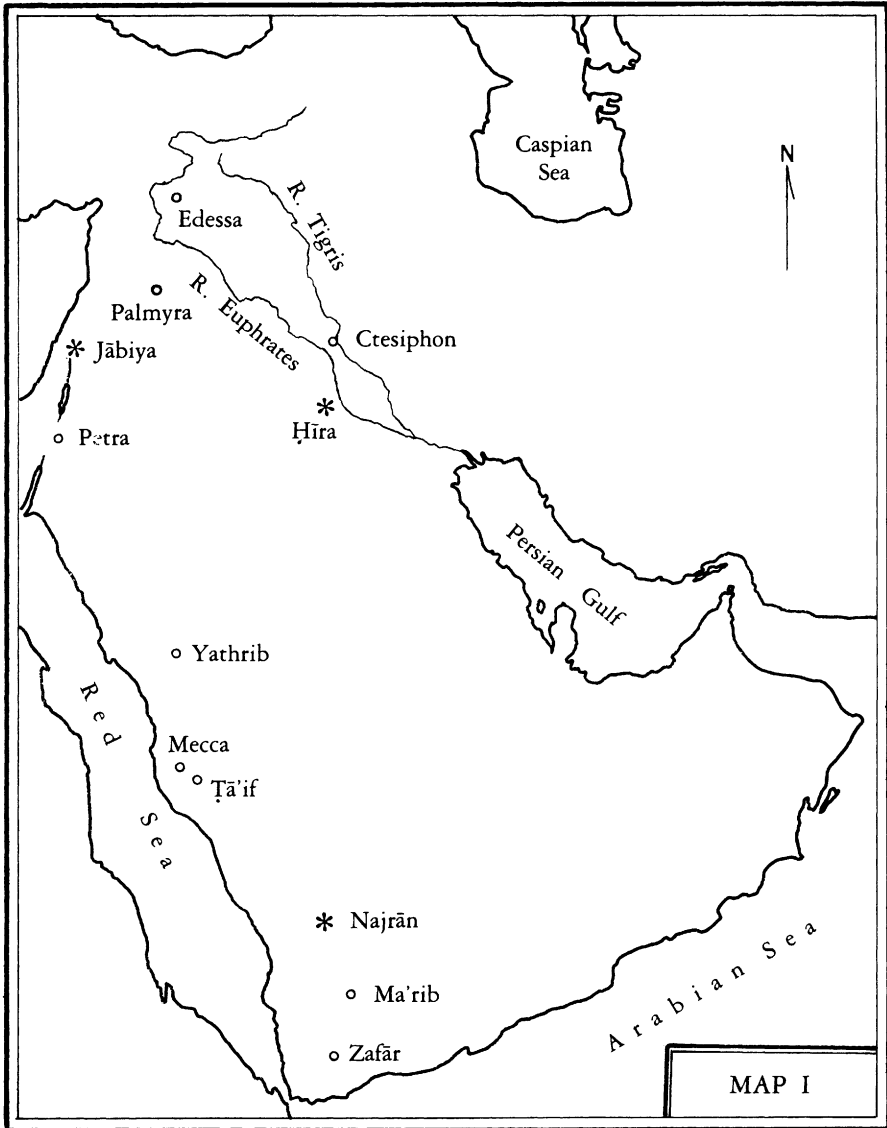 Caspian
Sea
N
Edessa
R. Tigris
R. Euphrates
Palmyra
Ctesiphon
Jābiya
Ḥīra
Petra
Persian
Gulf
Yathrib
Red
Sea
Mecca
Ṭā'if
Najrān
Ma'rib
Arabian Sea
Zafār
MAP I